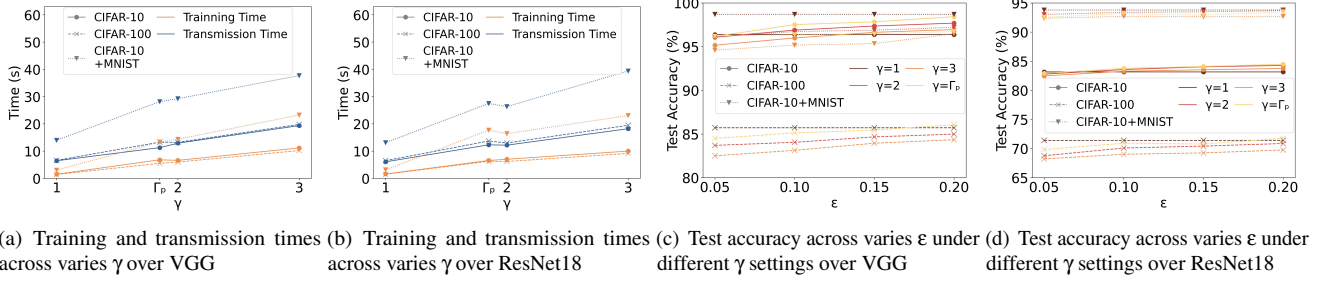 CIFAR-10
CIFAR-100
CIFAR-10
+MNIST
Trainning Time
Transmission Time
Time (s)
60
50
40
30
20
10
0
1
Γₚ
2
3
γ
CIFAR-10
CIFAR-100
CIFAR-10
+MNIST
Trainning Time
Transmission Time
Time (s)
60
50
40
30
20
10
0
1
Γₚ
2
3
γ
Test Accuracy (%)
100
95
90
85
80
CIFAR-10
CIFAR-100
CIFAR-10+MNIST
γ=1
γ=2
γ=3
γ=Γₚ
0.05
0.10
0.15
0.20
ε
Test Accuracy (%)
95
90
85
80
75
70
65
CIFAR-10
CIFAR-100
CIFAR-10+MNIST
γ=1
γ=2
γ=3
γ=Γₚ
0.05
0.10
0.15
0.20
ε
(a) Training and transmission times
across varies γ over VGG
(b) Training and transmission times
across varies γ over ResNet18
(c) Test accuracy across varies ε under
different γ settings over VGG
(d) Test accuracy across varies ε under
different γ settings over ResNet18